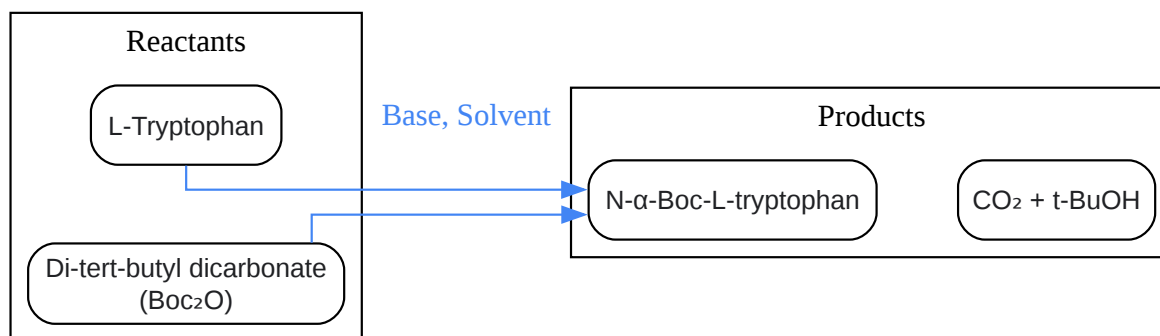 Reactants
L-Tryptophan
Di-tert-butyl dicarbonate
(Boc₂O)
Base, Solvent
Products
N-α-Boc-L-tryptophan
CO₂ + t-BuOH